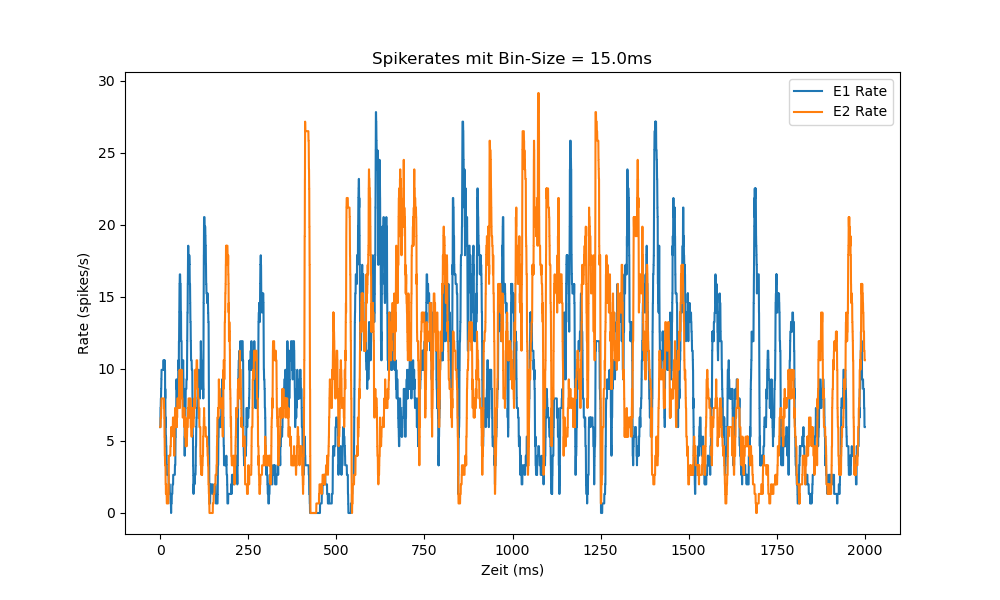 Spikerates mit Bin-Size = 15.0ms
E1 Rate
E2 Rate
Rate (spikes/s)
30
25
20
15
10
5
0
0 250 500 750 1000 1250 1500 1750 2000
Zeit (ms)